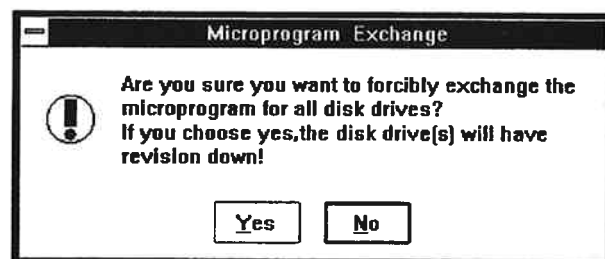 Microprogram Exchange
Are you sure you want to forcibly exchange the
microprogram for all disk drives?
If you choose yes,the disk drive(s) will have
revision down!
Yes No